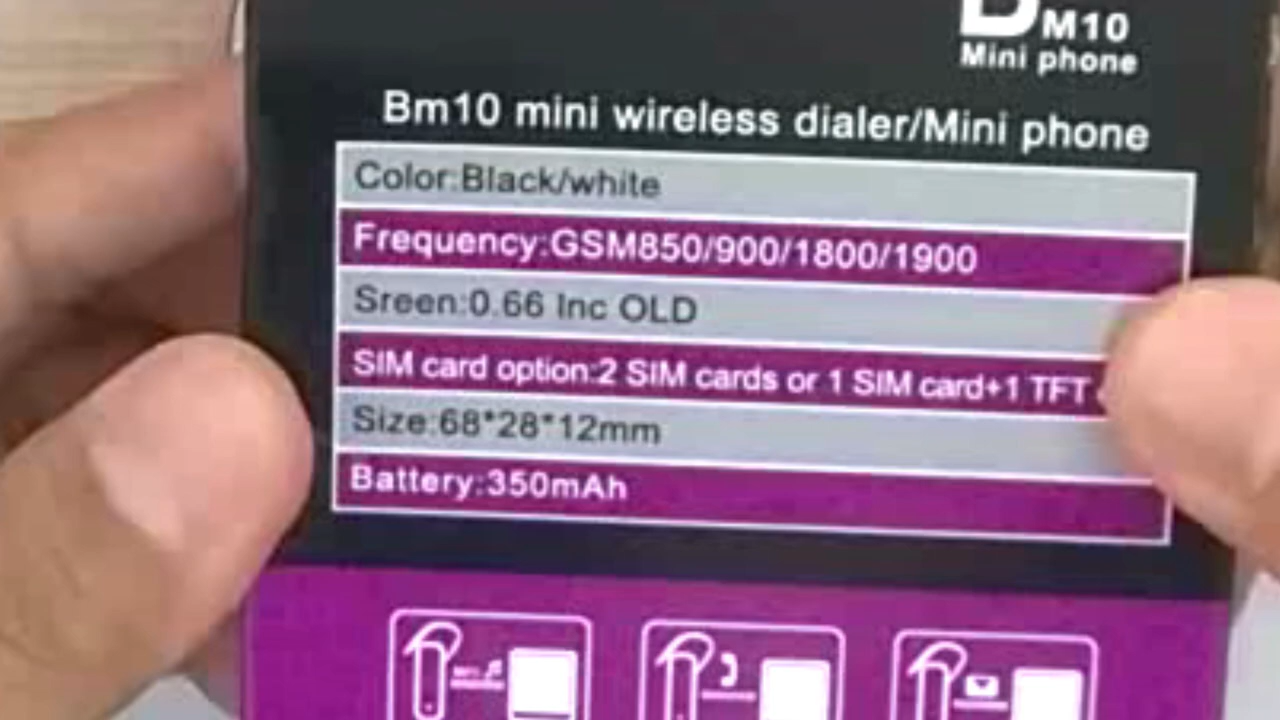 BM10
Mini phone
Bm10 mini wireless dialer/Mini phone
Color:Black/white
Frequency:GSM850/900/1800/1900
Sreen:0.66 Inc OLD
SIM card option:2 SIM cards or 1 SIM card+1 TFT
Size:68*28*12mm
Battery:350mAh